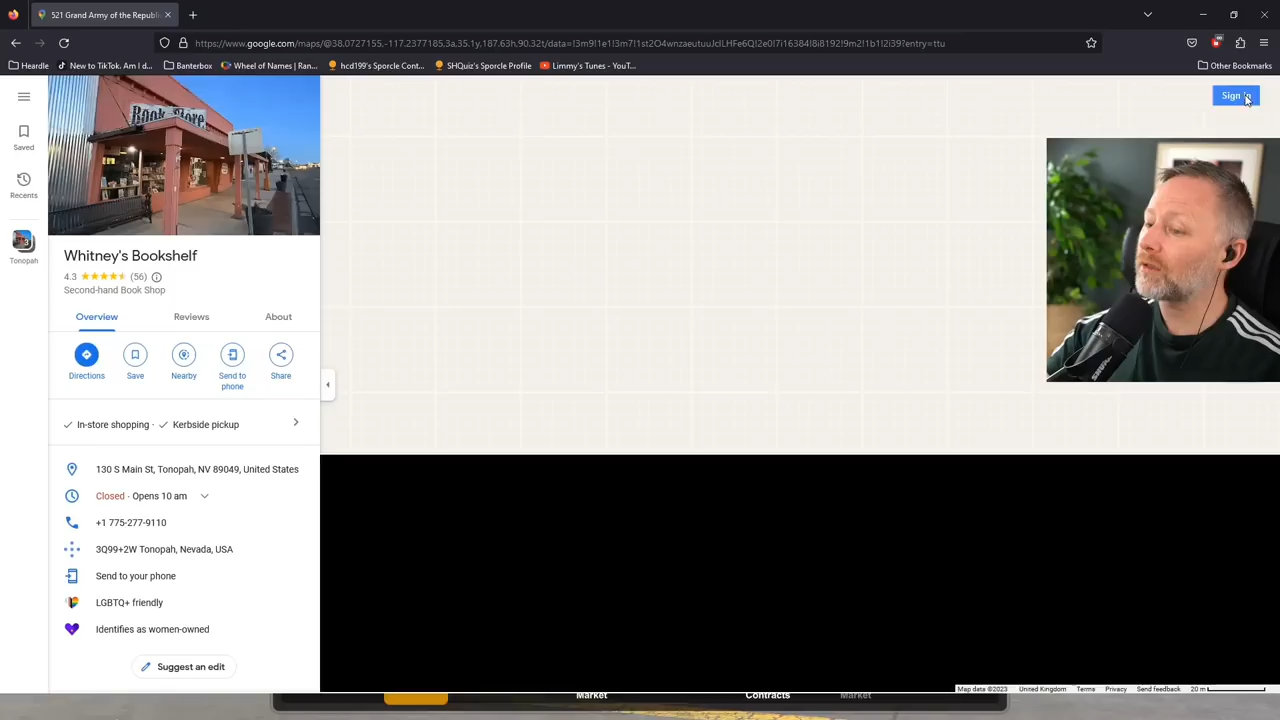 521 Grand Army of the Republi
https://www.google.com/maps/@38.0727155,-117.2377185,3a,35.1y,187.63h,90.32t/data=!3m9!1e1!3m7!1st2O4wnzaeutuuJclLHFe6Q!2e0!7i16384!8i8192!9m2!1b1!2i39?entry=ttu
Heardle
New to TikTok. Am I d...
Banterbox
Wheel of Names | Ran...
hcd199's Sporcle Cont...
SHQuiz's Sporcle Profile
Limmy's Tunes - YouT...
Other Bookmarks
Sign in
Saved
Recents
3
Tonopah
Book Store
Whitney's Bookshelf
4.3 (56)
Second-hand Book Shop
Overview Reviews About
Directions Save Nearby Send to phone Share
In-store shopping · Kerbside pickup
130 S Main St, Tonopah, NV 89049, United States
Closed · Opens 10 am
+1 775-277-9110
3Q99+2W Tonopah, Nevada, USA
Send to your phone
LGBTQ+ friendly
Identifies as women-owned
Suggest an edit
SHURE
Map data ©2023 United Kingdom Terms Privacy Send feedback 20 m
Market Contracts Market